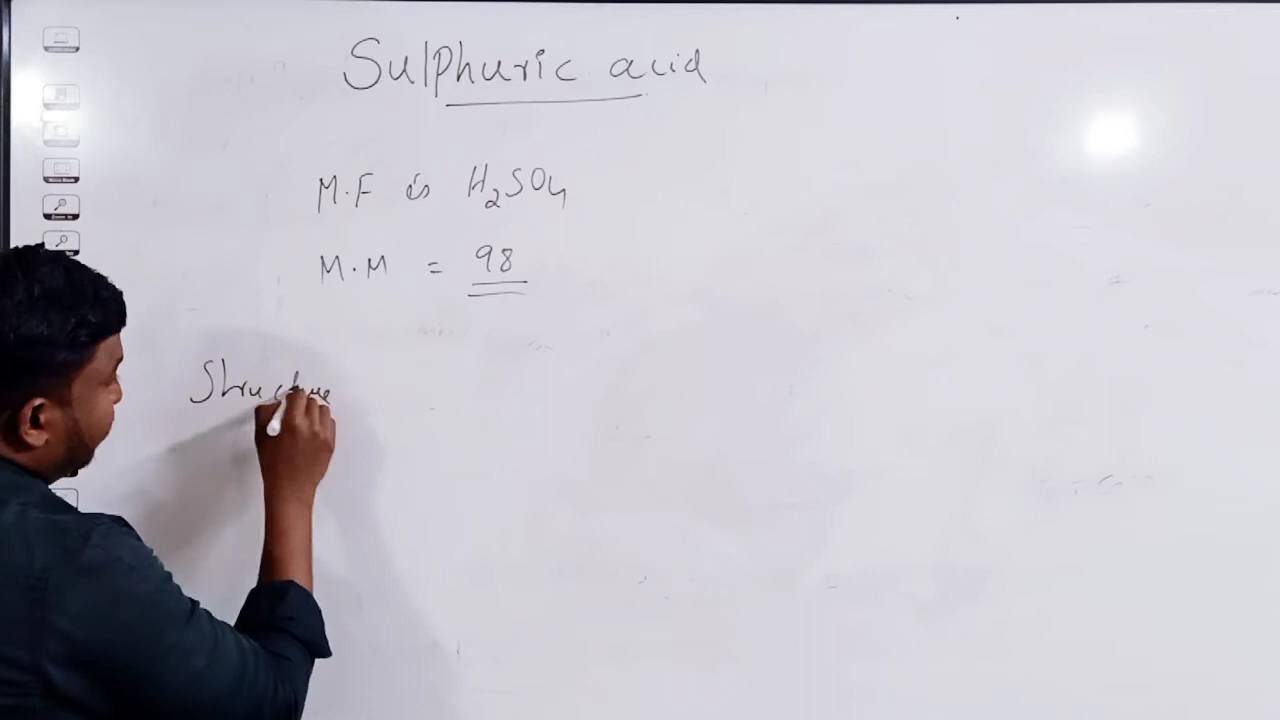 Sulphuric acid
M.F is H₂SO₄
M.M = 98
Structure